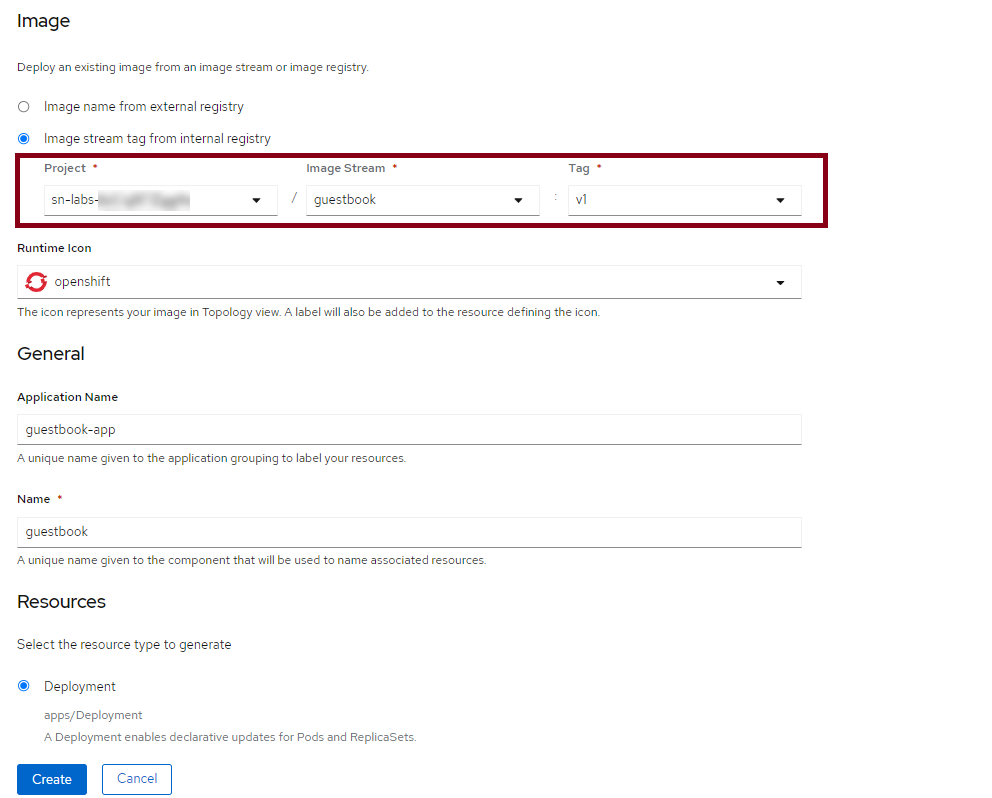 Image
Deploy an existing image from an image stream or image registry.
Image name from external registry
Image stream tag from internal registry
Project * Image Stream * Tag *
sn-labs- / guestbook : v1
Runtime Icon
openshift
The icon represents your image in Topology view. A label will also be added to the resource defining the icon.
General
Application Name
guestbook-app
A unique name given to the application grouping to label your resources.
Name *
guestbook
A unique name given to the component that will be used to name associated resources.
Resources
Select the resource type to generate
Deployment
apps/Deployment
A Deployment enables declarative updates for Pods and ReplicaSets.
Create Cancel